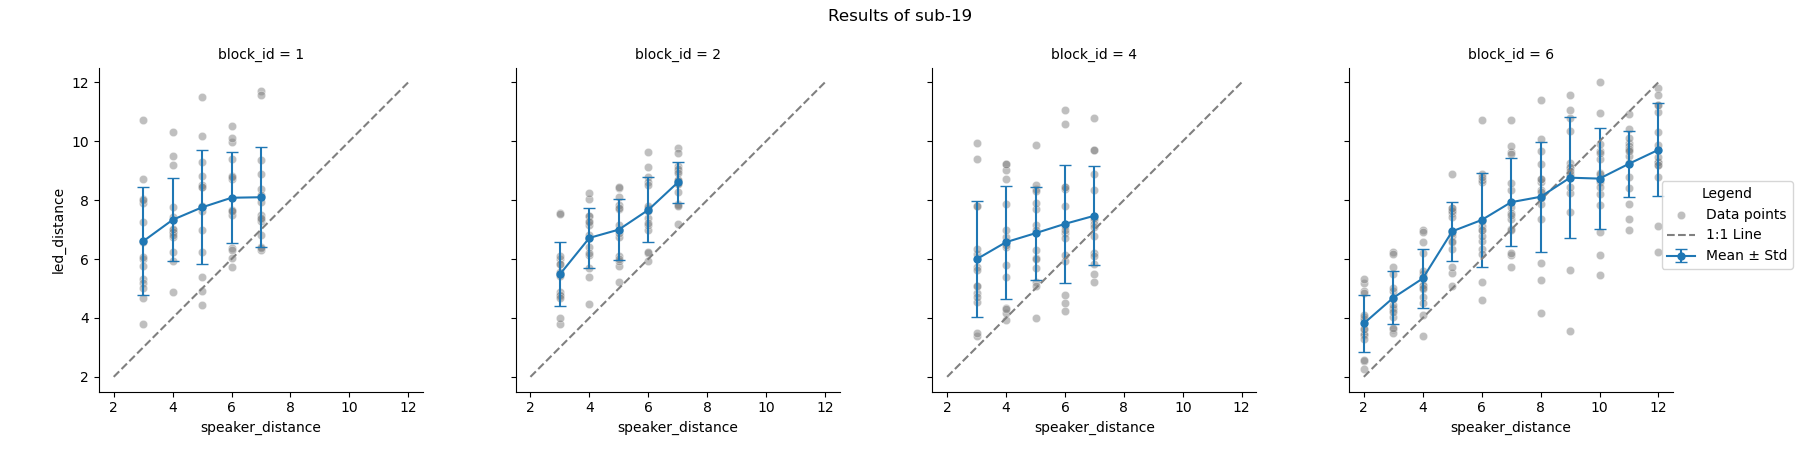 Results of sub-19
block_id = 1
block_id = 2
block_id = 4
block_id = 6
led_distance
12
10
8
6
4
2
2 4 6 8 10 12
2 4 6 8 10 12
2 4 6 8 10 12
2 4 6 8 10 12
speaker_distance
speaker_distance
speaker_distance
speaker_distance
Legend
Data points
1:1 Line
Mean ± Std